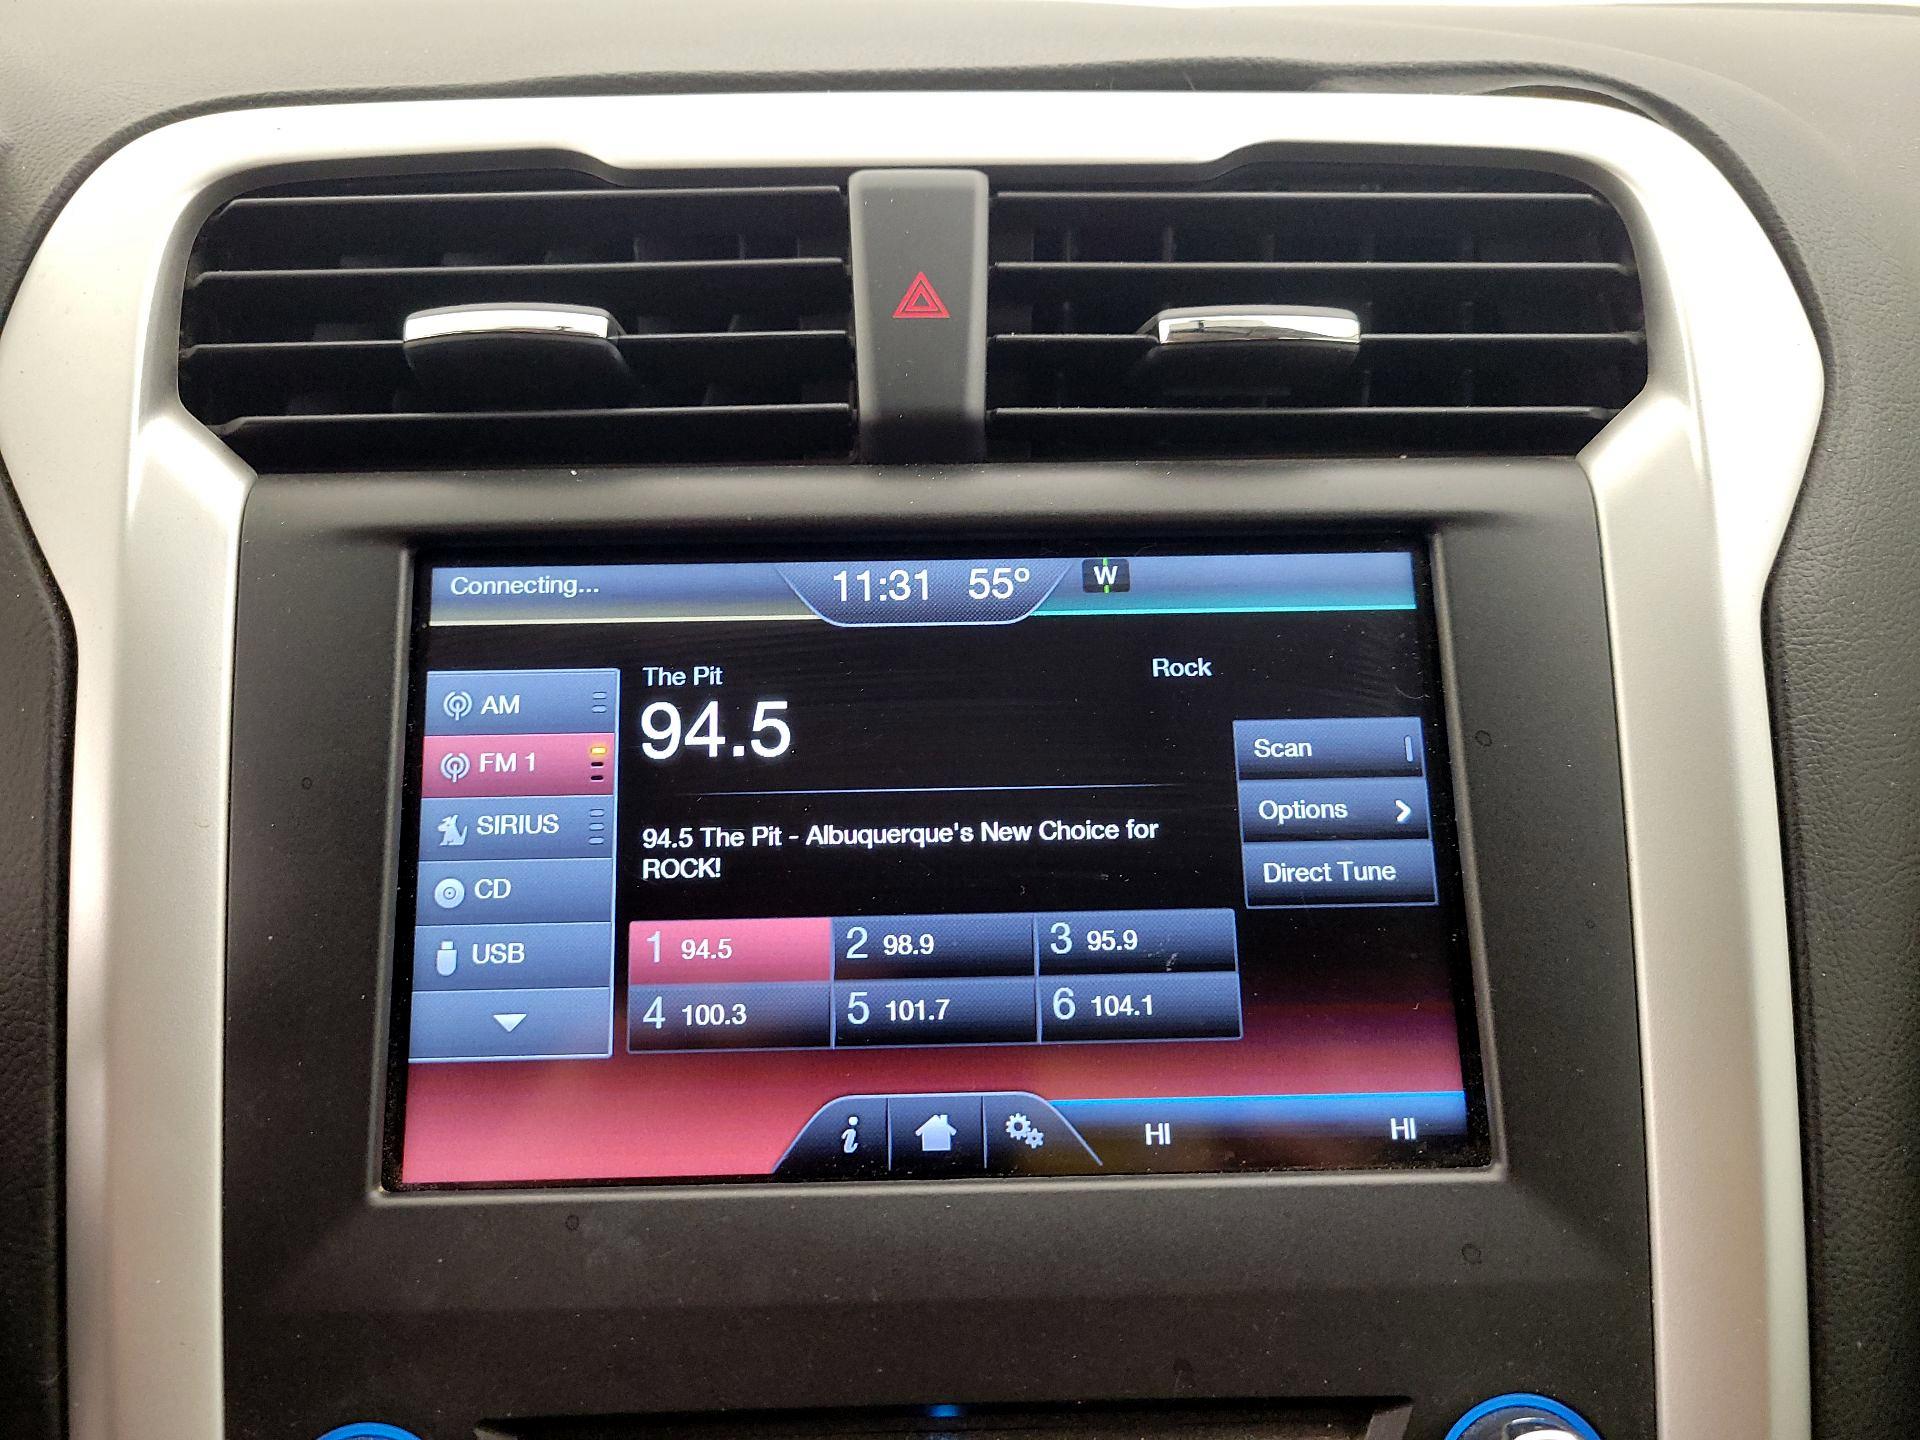 Connecting...
11:31 55º
W
The Pit
Rock
94.5
AM
FM 1
SIRIUS
CD
USB
94.5 The Pit - Albuquerque's New Choice for
ROCK!
Scan
Options
Direct Tune
1 94.5
2 98.9
3 95.9
4 100.3
5 101.7
6 104.1
i
HI
HI